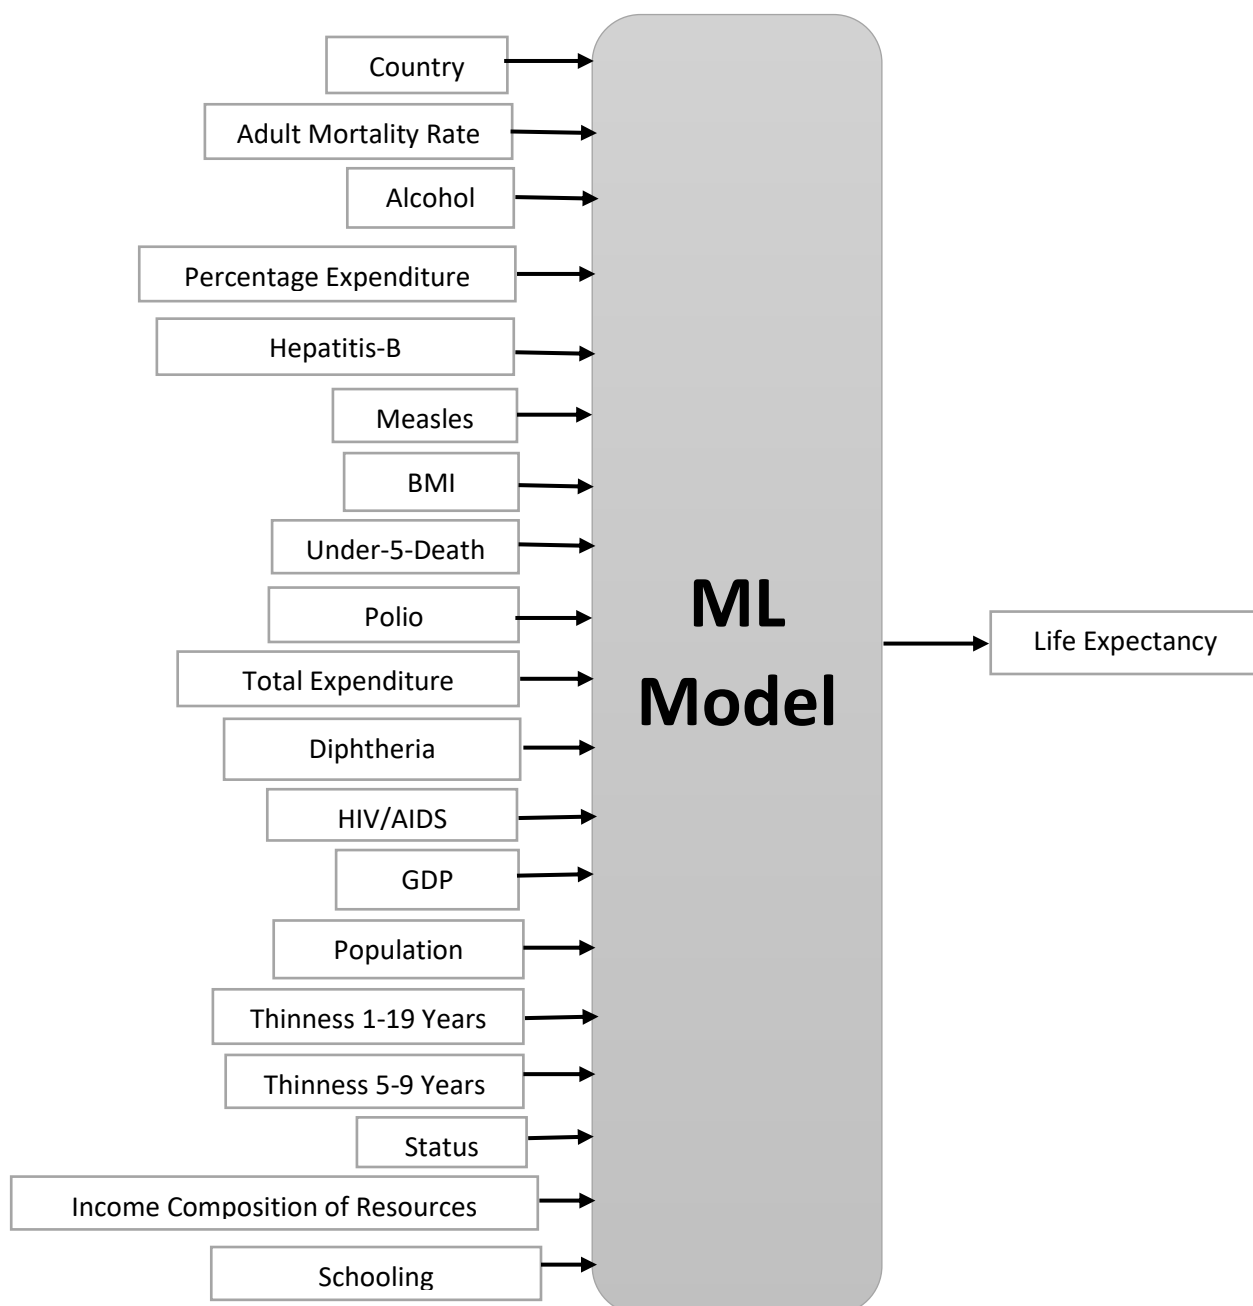 Country
Adult Mortality Rate
Alcohol
Percentage Expenditure
Hepatitis-B
Measles
BMI
Under-5-Death
Polio
Total Expenditure
Diphtheria
HIV/AIDS
GDP
Population
Thinness 1-19 Years
Thinness 5-9 Years
Status
Income Composition of Resources
Schooling
ML
Model
Life Expectancy